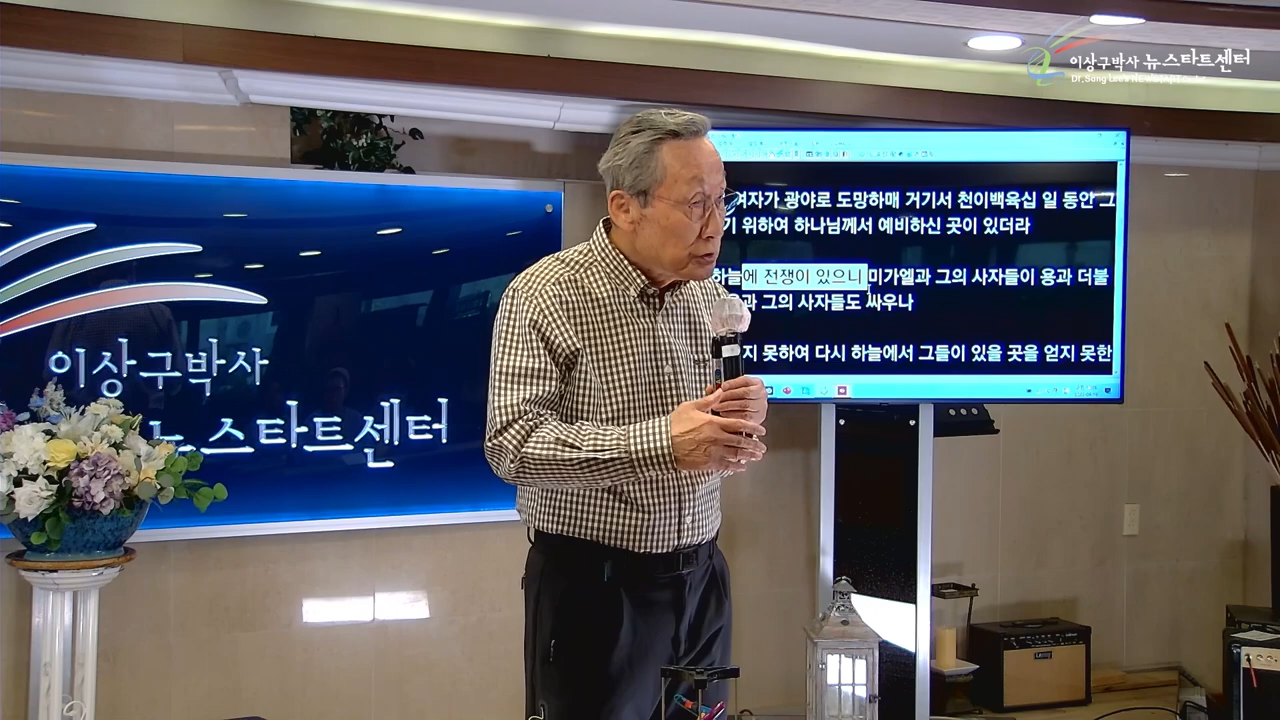 이상구박사 뉴스타트센터
Dr. Sang Lee's NEWSTART Center
여자가 광야로 도망하매 거기서 천이백육십 일 동안 그
기 위하여 하나님께서 예비하신 곳이 있더라
하늘에 전쟁이 있으니 미가엘과 그의 사자들이 용과 더불
과 그의 사자들도 싸우나
지 못하여 다시 하늘에서 그들이 있을 곳을 얻지 못한
이상구박사
뉴스타트센터